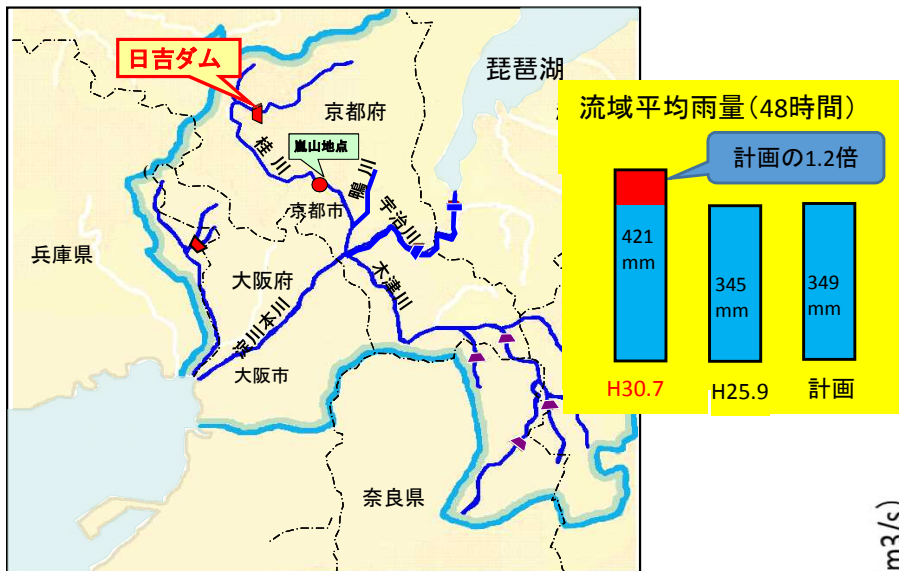 日吉ダム
琵琶湖
京都府
嵐山地点
桂川
鴨川
京都市
宇治川
兵庫県
大阪府
木津川
淀川本川
大阪市
奈良県
流域平均雨量(48時間)
計画の1.2倍
421
mm
345
mm
349
mm
H30.7
H25.9
計画
m3/s)